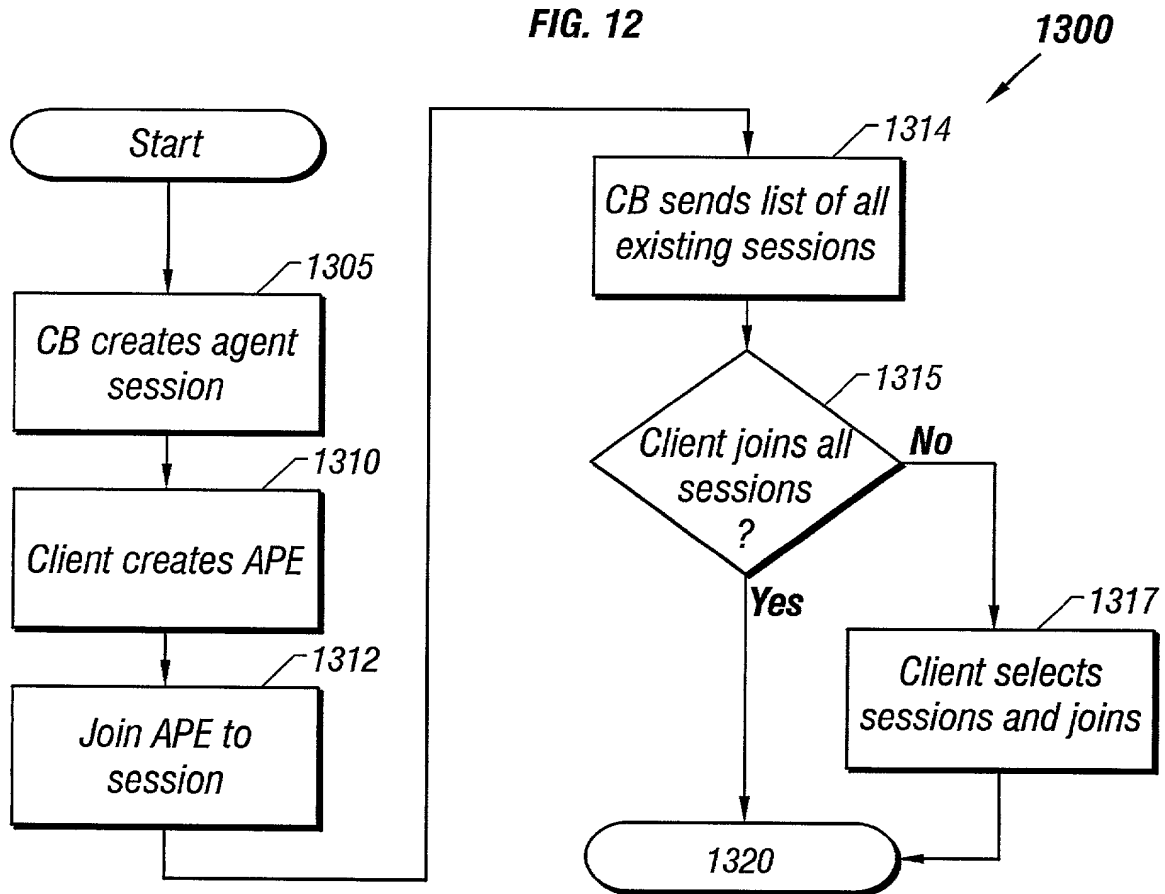 FIG. 12
1300
Start
1305
CB creates agent
session
1310
Client creates APE
1312
Join APE to
session
1314
CB sends list of all
existing sessions
1315
Client joins all
sessions
?
No
Yes
1317
Client selects
sessions and joins
1320